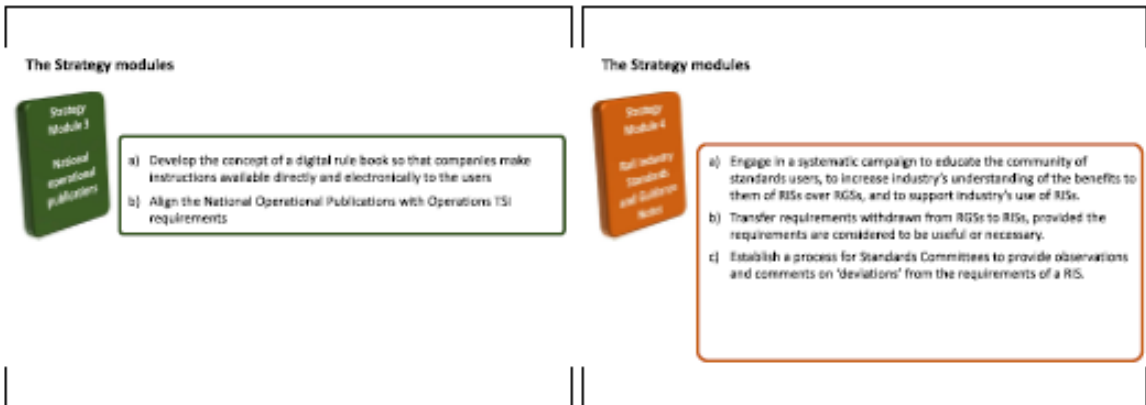 The Strategy modules
Strategy
Module 3
National
operational
publications
a) Develop the concept of a digital rule book so that companies make
instructions available directly and electronically to the users
b) Align the National Operational Publications with Operations TSI
requirements
The Strategy modules
Strategy
Module 4
Rail Industry
Standards
and Guidance
Notes
a) Engage in a systematic campaign to educate the community of
standards users, to increase industry's understanding of the benefits to
them of RISs over RGSs, and to support industry's use of RISs.
b) Transfer requirements withdrawn from RGSs to RISs, provided the
requirements are considered to be useful or necessary.
c) Establish a process for Standards Committees to provide observations
and comments on 'deviations' from the requirements of a RIS.